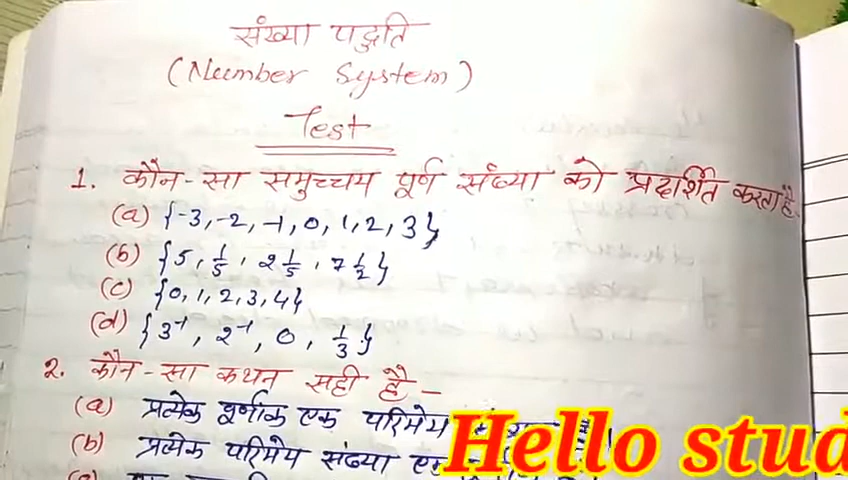 संख्या पद्धति
(Number System)
Test
1. कौन-सा समुच्चय पूर्ण संख्या को प्रदर्शित करता है-
(a) {-3, -2, -1, 0, 1, 2, 3}
(b) {5, 1/5, 2 1/5, 7 1/2}
(c) {0, 1, 2, 3, 4}
(d) {3⁻¹, 2⁻¹, 0, 1/3}
2. कौन-सा कथन सही है-
(a) प्रत्येक पूर्णांक एक परिमेय
(b) प्रत्येक परिमेय संख्या एक
Hello stud